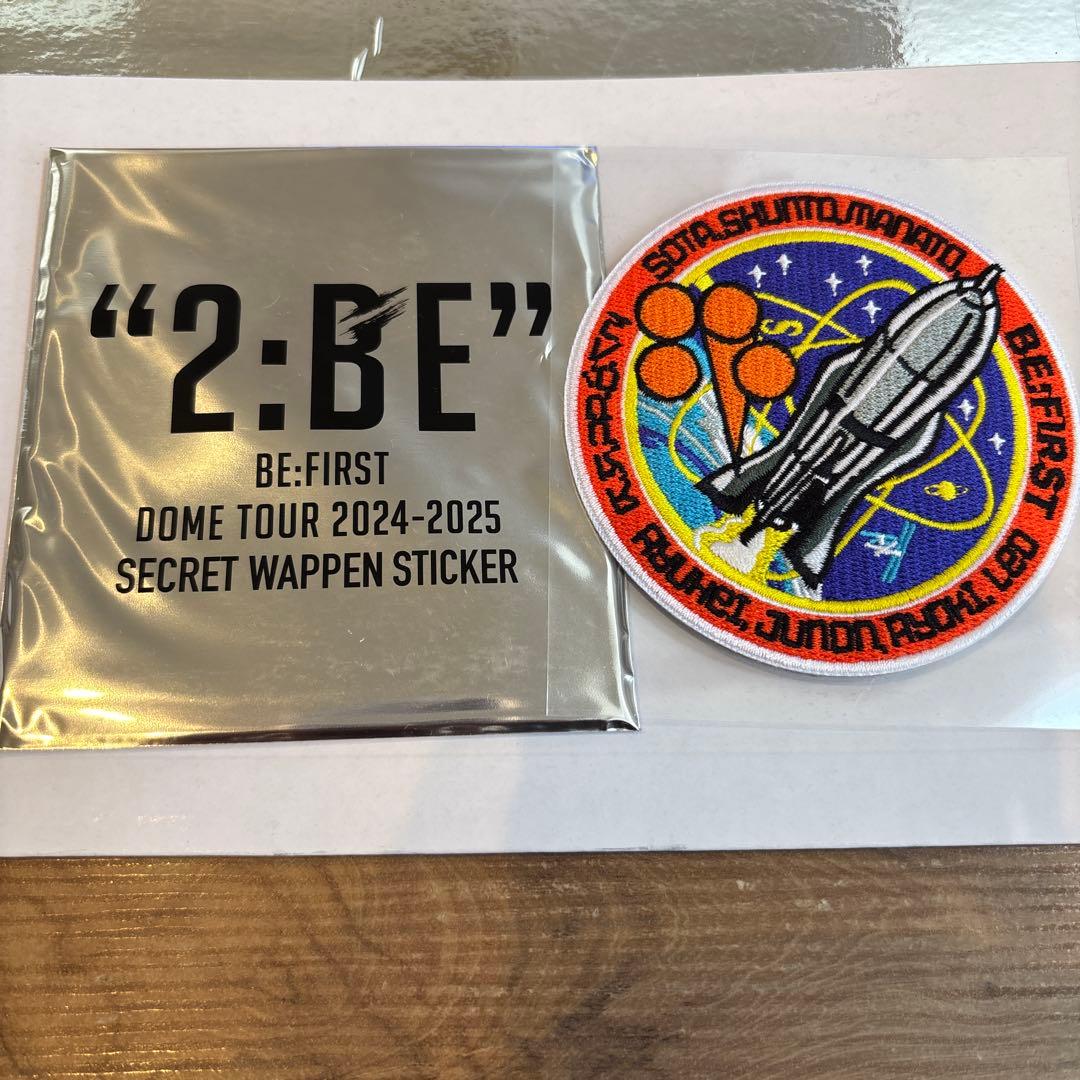 “2:BE”
BE:FIRST
DOME TOUR 2024-2025
SECRET WAPPEN STICKER
SOTA, SHUNTO, MANATO,
BE:FIRST
RYUHEI, JUNON, RYOKI, LEO
S